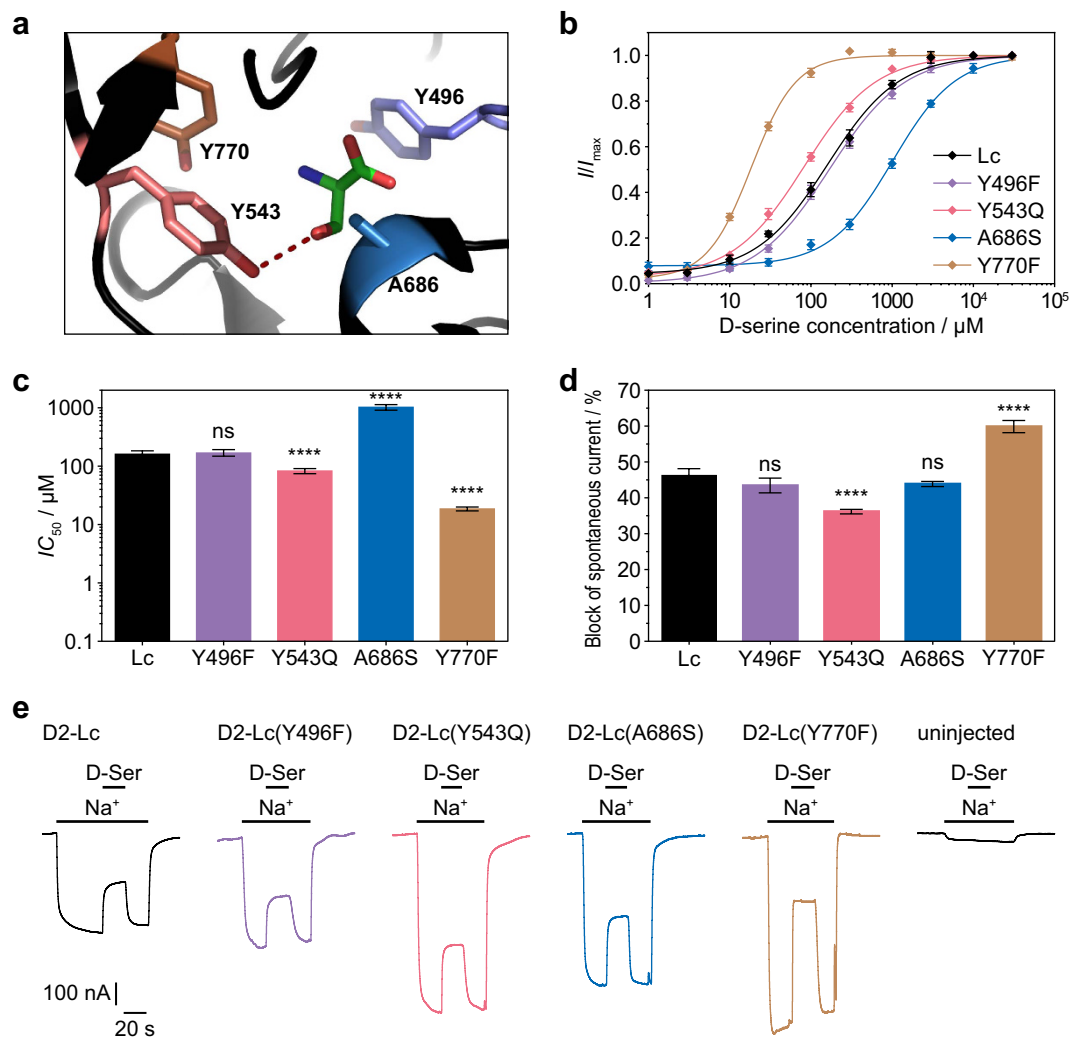 a
Y496
Y770
Y543
A686
b
I/Imax
1.0
0.8
0.6
0.4
0.2
0.0
Lc
Y496F
Y543Q
A686S
Y770F
1 10 100 1000 10⁴ 10⁵
D-serine concentration / µM
c
IC50 / µM
1000
100
10
1
0.1
ns
****
****
****
Lc Y496F Y543Q A686S Y770F
d
Block of spontaneous current / %
70
60
50
40
30
20
10
0
ns
****
ns
****
Lc Y496F Y543Q A686S Y770F
e
D2-Lc D2-Lc(Y496F) D2-Lc(Y543Q) D2-Lc(A686S) D2-Lc(Y770F) uninjected
D-Ser D-Ser D-Ser D-Ser D-Ser D-Ser
Na⁺ Na⁺ Na⁺ Na⁺ Na⁺ Na⁺
100 nA
20 s